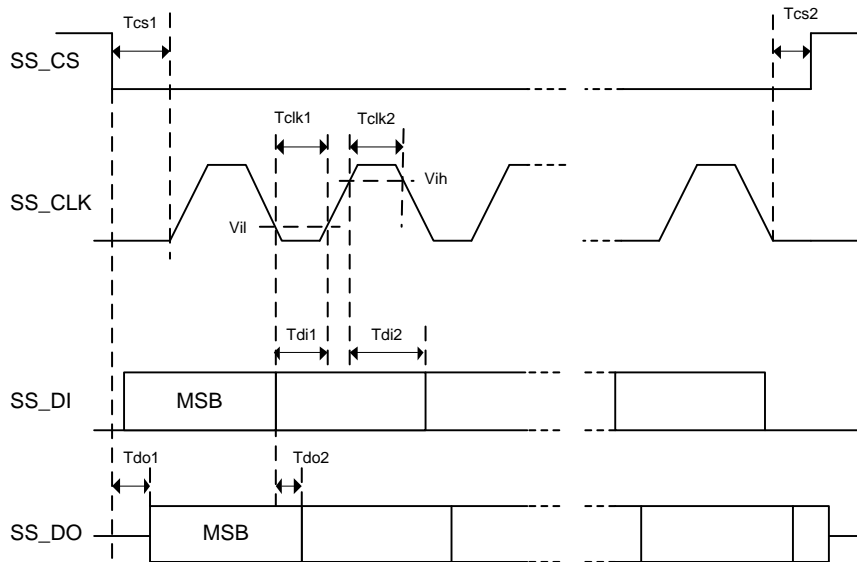 Tcs1
Tcs2
SS_CS
Tclk1
Tclk2
Vih
SS_CLK
Vil
Tdi1
Tdi2
SS_DI
MSB
Tdo1
Tdo2
SS_DO
MSB